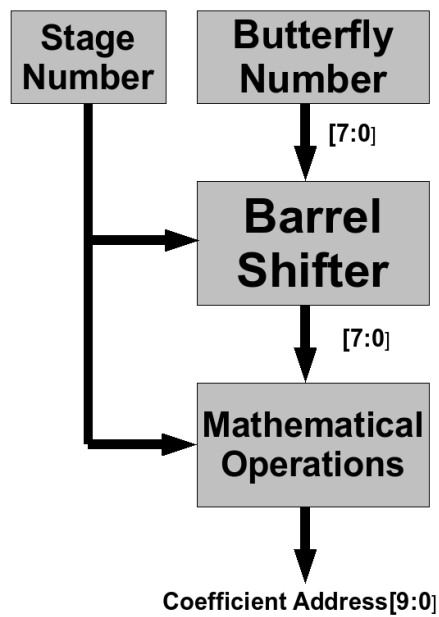 Stage
Number
Butterfly
Number
[7:0]
Barrel
Shifter
[7:0]
Mathematical
Operations
Coefficient Address[9:0]